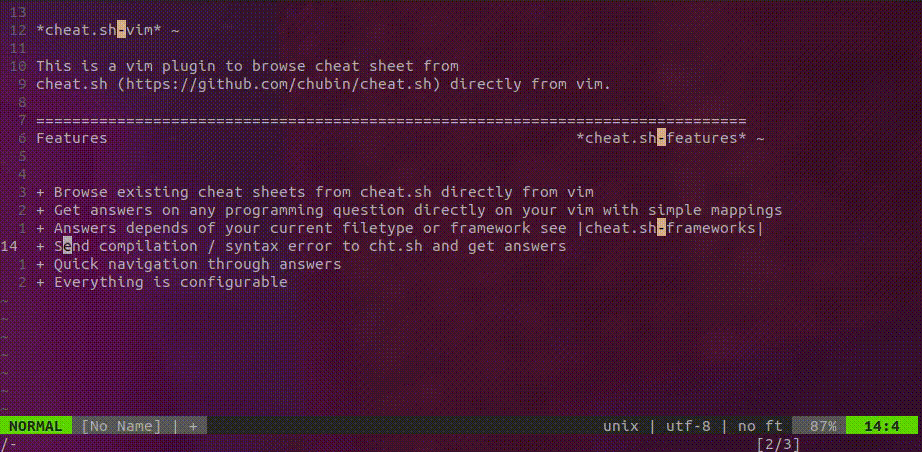 13
12 *cheat.sh-vim* ~
11
10 This is a vim plugin to browse cheat sheet from
9 cheat.sh (https://github.com/chubin/cheat.sh) directly from vim.
8
7 ===============================================================================
6 Features *cheat.sh-features* ~
5
4
3 + Browse existing cheat sheets from cheat.sh directly from vim
2 + Get answers on any programming question directly on your vim with simple mappings
1 + Answers depends of your current filetype or framework see |cheat.sh-frameworks|
14 + Send compilation / syntax error to cht.sh and get answers
1 + Quick navigation through answers
2 + Everything is configurable
~
~
~
~
~
~
~
NORMAL [No Name] | + unix | utf-8 | no ft 87% 14:4
/- [2/3]